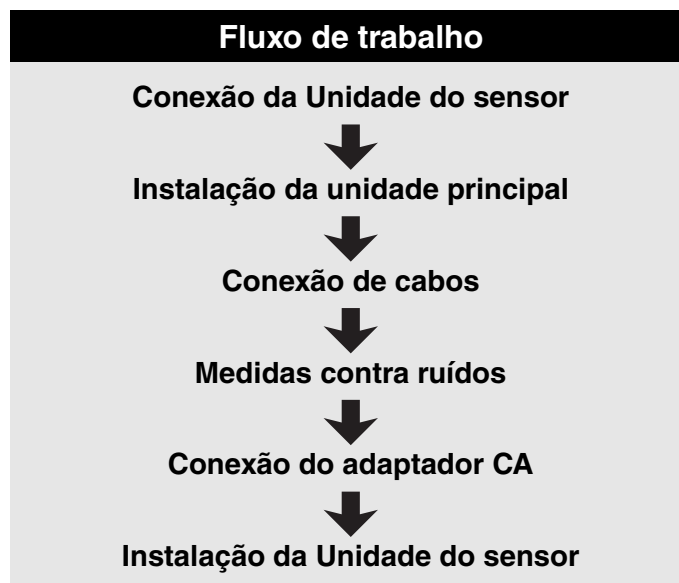 Fluxo de trabalho
Conexão da Unidade do sensor
Instalação da unidade principal
Conexão de cabos
Medidas contra ruídos
Conexão do adaptador CA
Instalação da Unidade do sensor